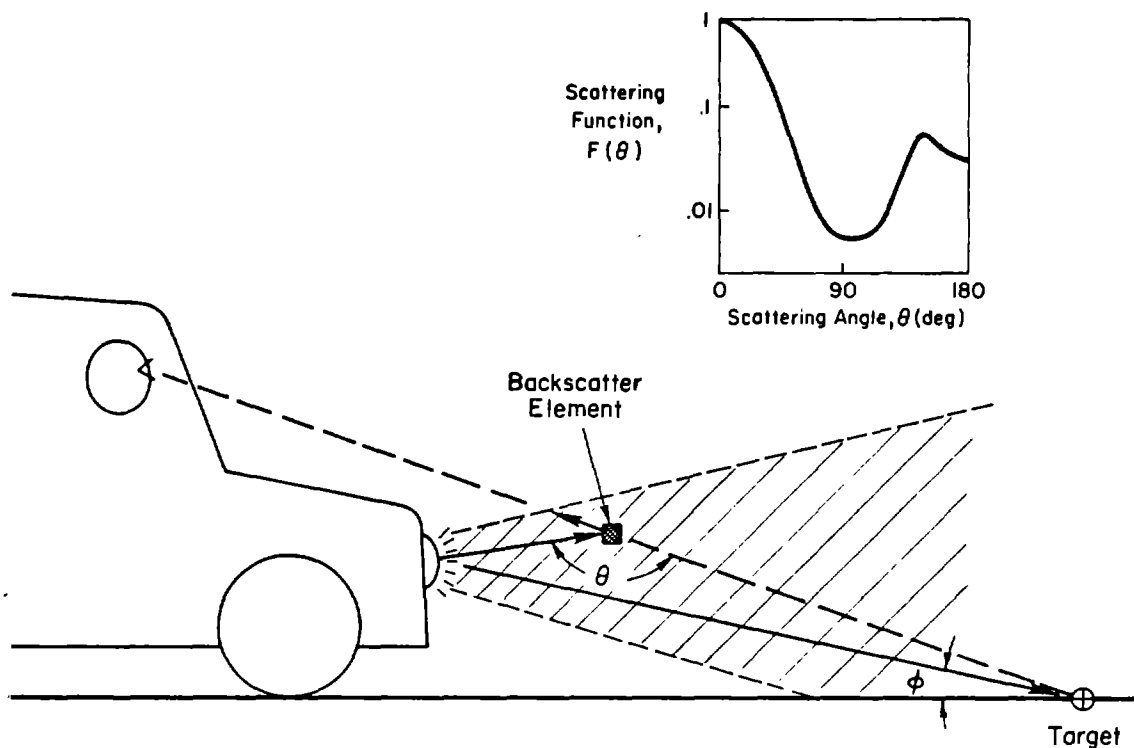 1
Scattering
Function,
F(θ)
.1
.01
0
90
180
Scattering Angle, θ (deg)
Backscatter
Element
θ
ϕ
Target